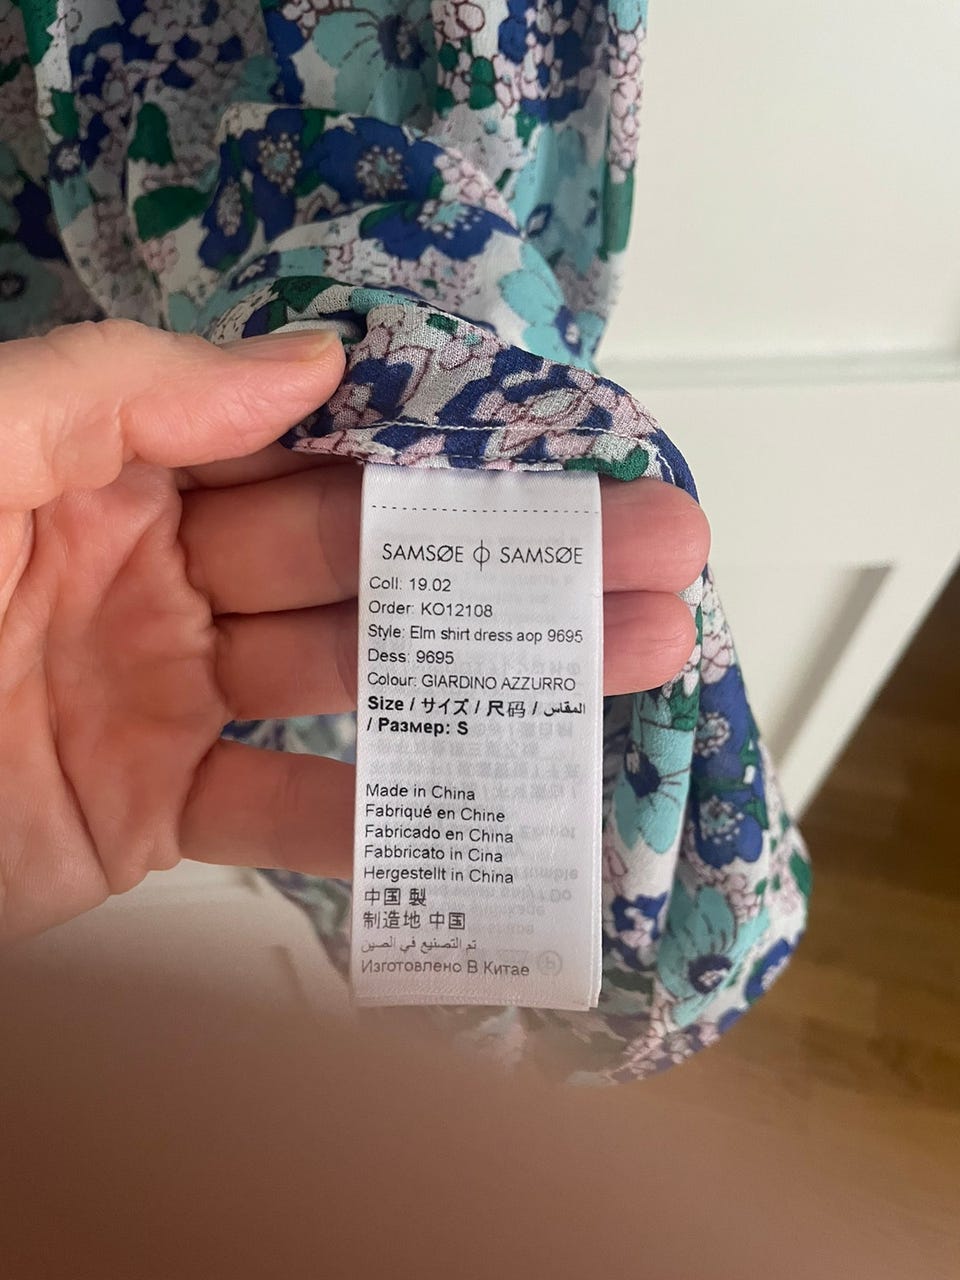 SAMSØE ϕ SAMSØE
Coll: 19.02
Order: KO12108
Style: Elm shirt dress aop 9695
Dess: 9695
Colour: GIARDINO AZZURRO
Size / サイズ / 尺码 / المقاس
/ Размер: S
Made in China
Fabriqué en Chine
Fabricado en China
Fabbricato in Cina
Hergestellt in China
中国 製
制造地 中国
تم التصنيع في الصين
Изготовлено В Китае